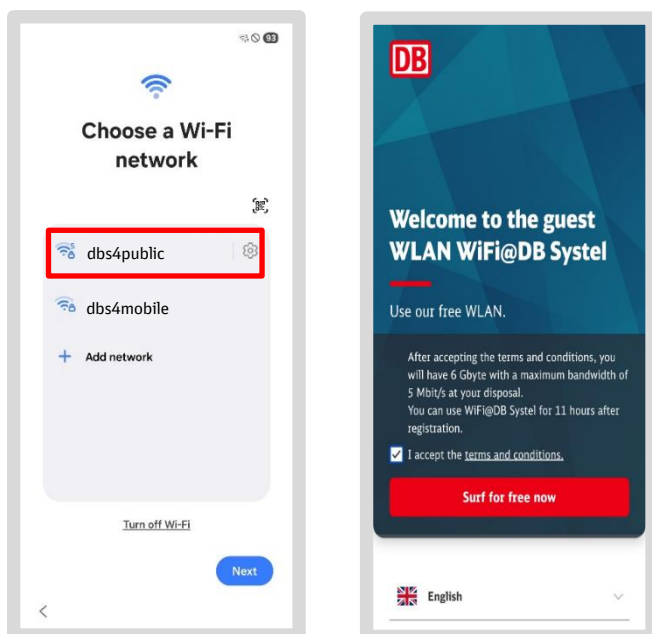 93
Choose a Wi-Fi
network
dbs4public
dbs4mobile
+ Add network
Turn off Wi-Fi
Next
DB
Welcome to the guest
WLAN WiFi@DB Systel
Use our free WLAN.
After accepting the terms and conditions, you
will have 6 Gbyte with a maximum bandwidth of
5 Mbit/s at your disposal.
You can use WiFi@DB Systel for 11 hours after
registration.
I accept the terms and conditions.
Surf for free now
English